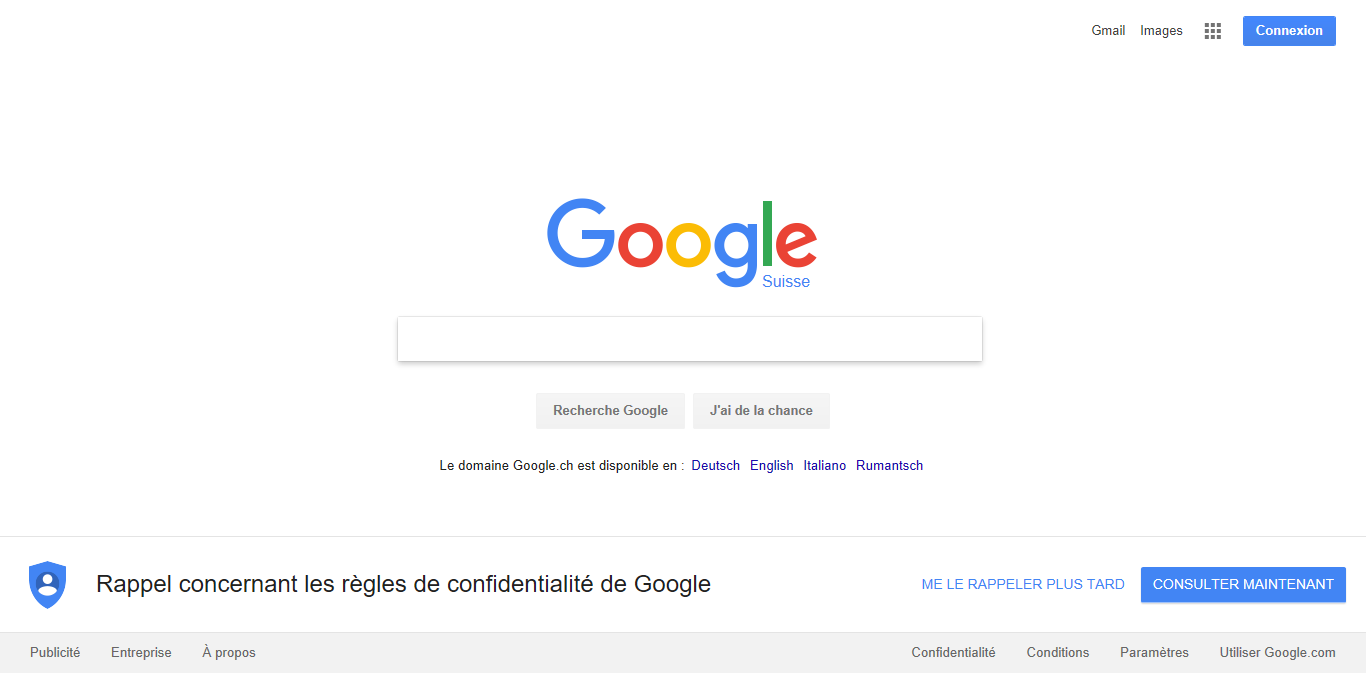 Gmail Images Connexion
Google
Suisse
Recherche Google J'ai de la chance
Le domaine Google.ch est disponible en : Deutsch English Italiano Rumantsch
Rappel concernant les règles de confidentialité de Google ME LE RAPPELER PLUS TARD CONSULTER MAINTENANT
Publicité Entreprise À propos Confidentialité Conditions Paramètres Utiliser Google.com